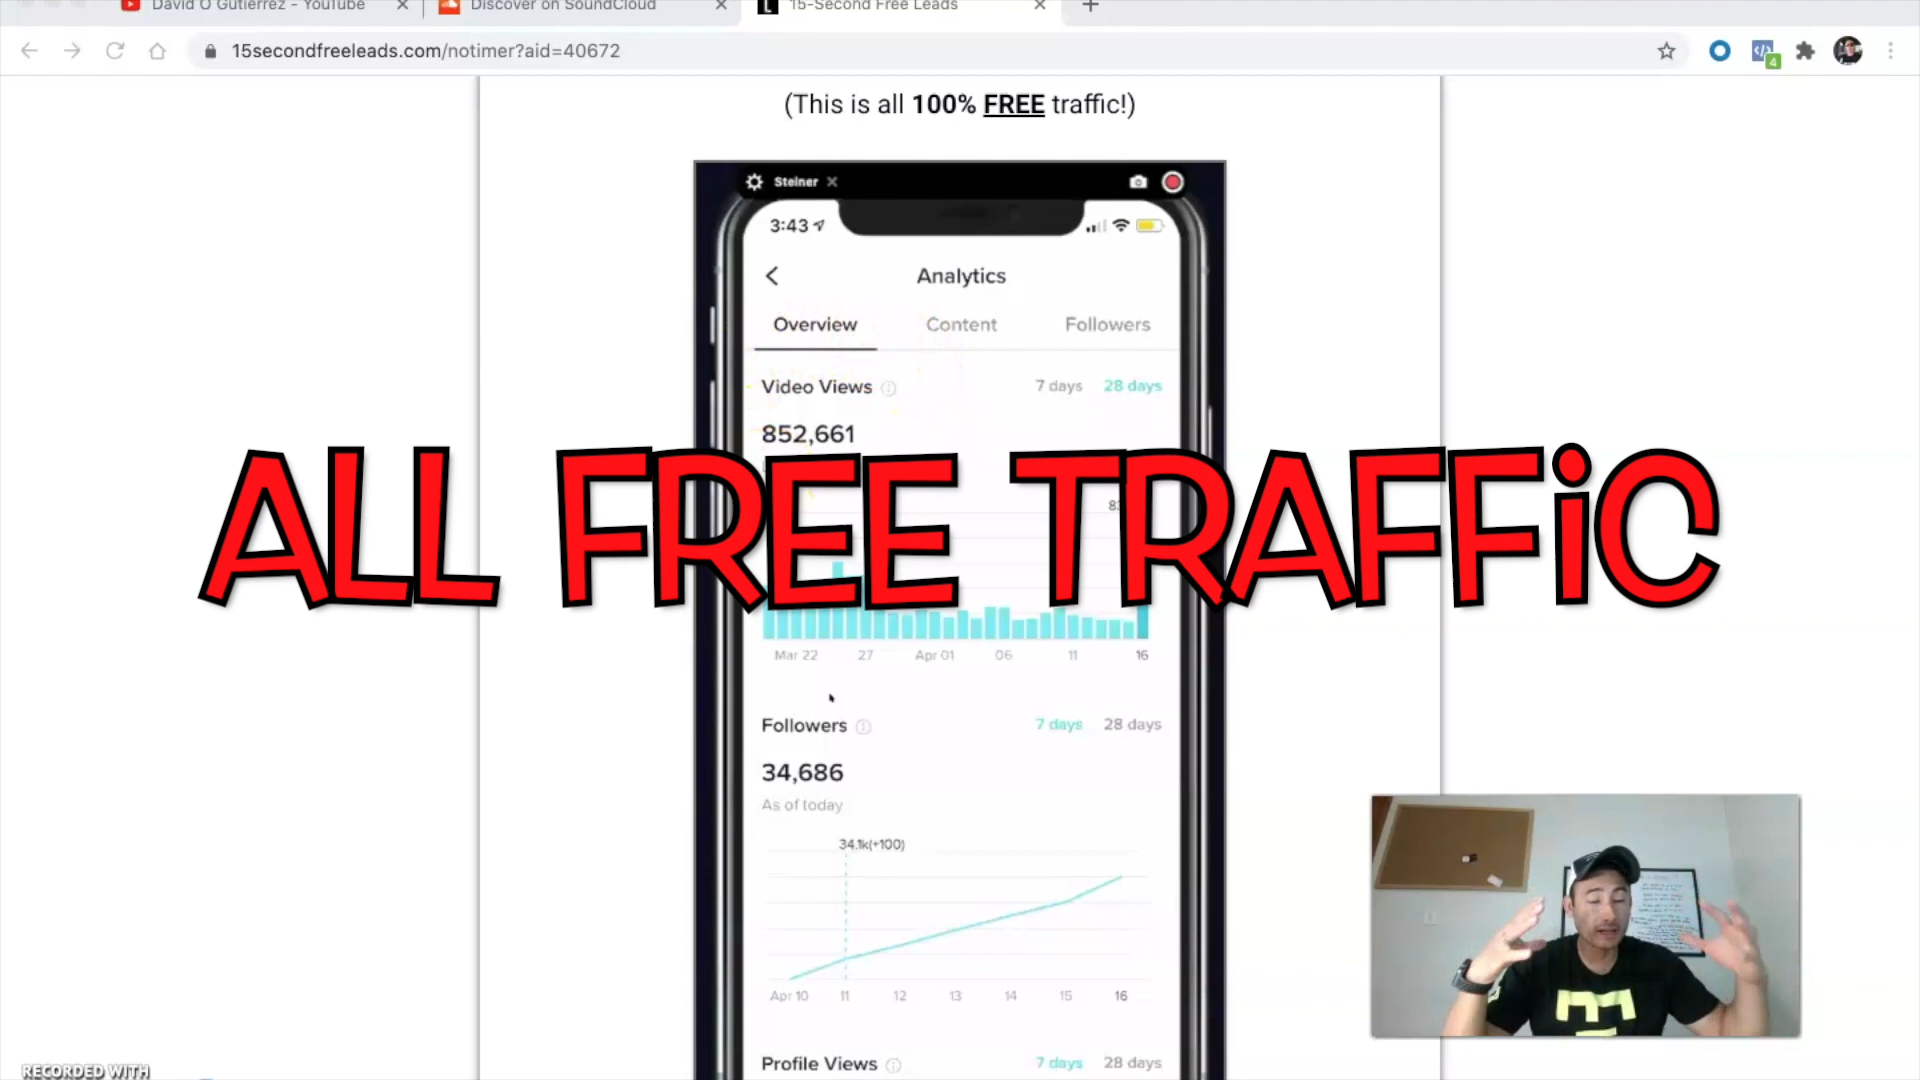 David O Gutierrez - YouTube
Discover on SoundCloud
15-Second Free Leads
15secondfreeleads.com/notimer?aid=40672
4
(This is all 100% FREE traffic!)
Steiner
3:43
Analytics
Overview Content Followers
Video Views 7 days 28 days
852,661
ALL FREE TRAFFiC
Mar 22 27 Apr 01 06 11 16
Followers 7 days 28 days
34,686
As of today
34.1k(+100)
Apr 10 11 12 13 14 15 16
Profile Views 7 days 28 days
RECORDED WITH